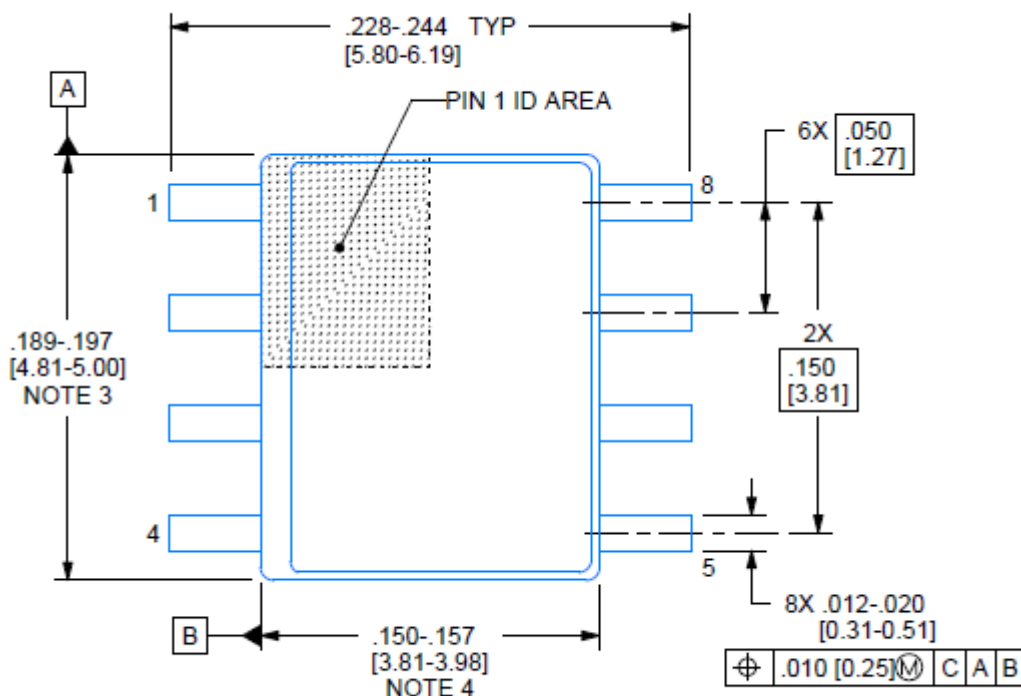 .228-.244 TYP
[5.80-6.19]
A
PIN 1 ID AREA
6X .050
[1.27]
1
8
.189-.197
[4.81-5.00]
NOTE 3
2X
.150
[3.81]
4
5
B
.150-.157
[3.81-3.98]
NOTE 4
8X .012-.020
[0.31-0.51]
⌖ .010 [0.25]Ⓜ C A B